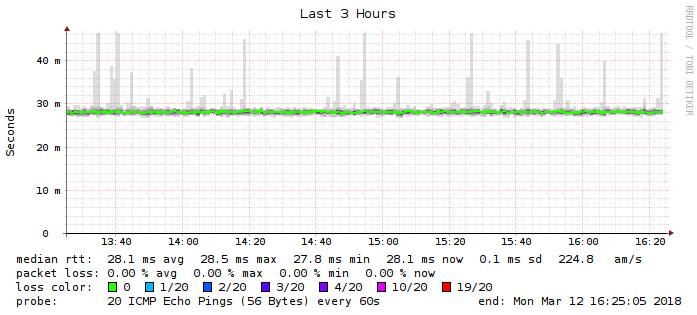 Last 3 Hours
RRDTOOL / TOBI OETIKER
Seconds
40 m
30 m
20 m
10 m
0
13:40 14:00 14:20 14:40 15:00 15:20 15:40 16:00 16:20
median rtt: 28.1 ms avg 28.5 ms max 27.8 ms min 28.1 ms now 0.1 ms sd 224.8 am/s
packet loss: 0.00 % avg 0.00 % max 0.00 % min 0.00 % now
loss color: 0 1/20 2/20 3/20 4/20 10/20 19/20
probe: 20 ICMP Echo Pings (56 Bytes) every 60s end: Mon Mar 12 16:25:05 2018